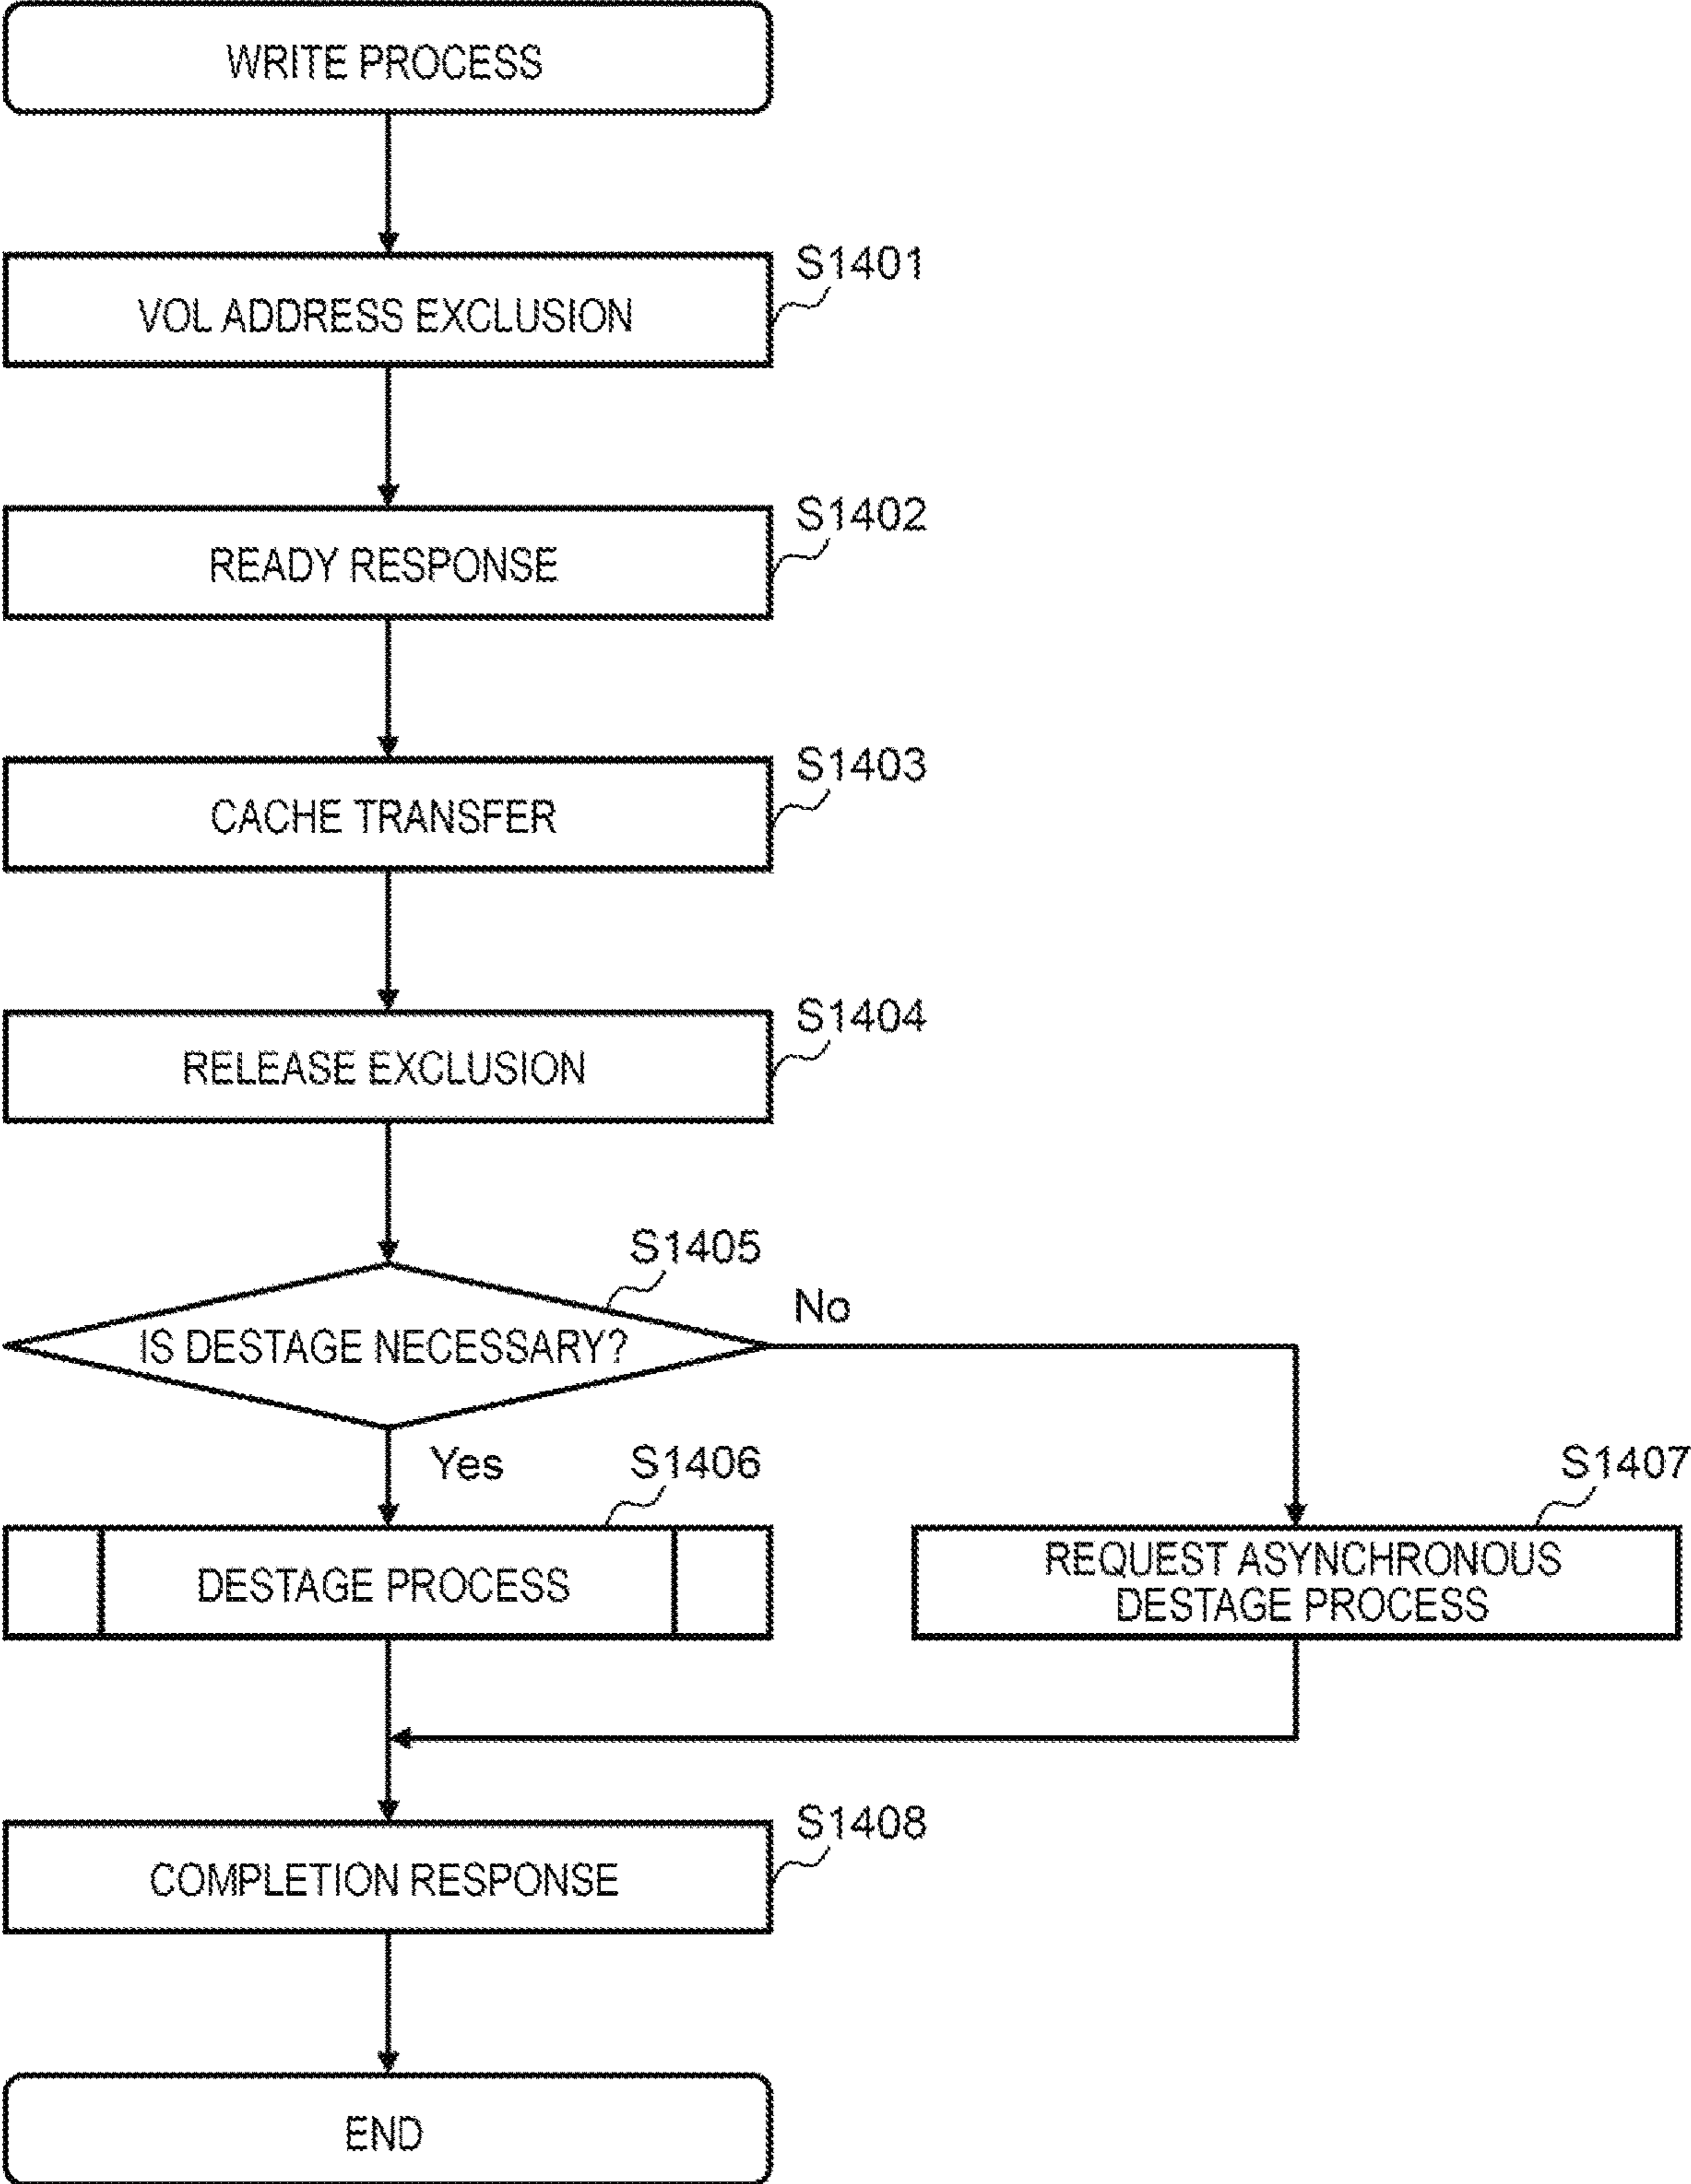 WRITE PROCESS
S1401
VOL ADDRESS EXCLUSION
S1402
READY RESPONSE
S1403
CACHE TRANSFER
S1404
RELEASE EXCLUSION
S1405
No
IS DESTAGE NECESSARY?
Yes
S1406
S1407
DESTAGE PROCESS
REQUEST ASYNCHRONOUS
DESTAGE PROCESS
S1408
COMPLETION RESPONSE
END